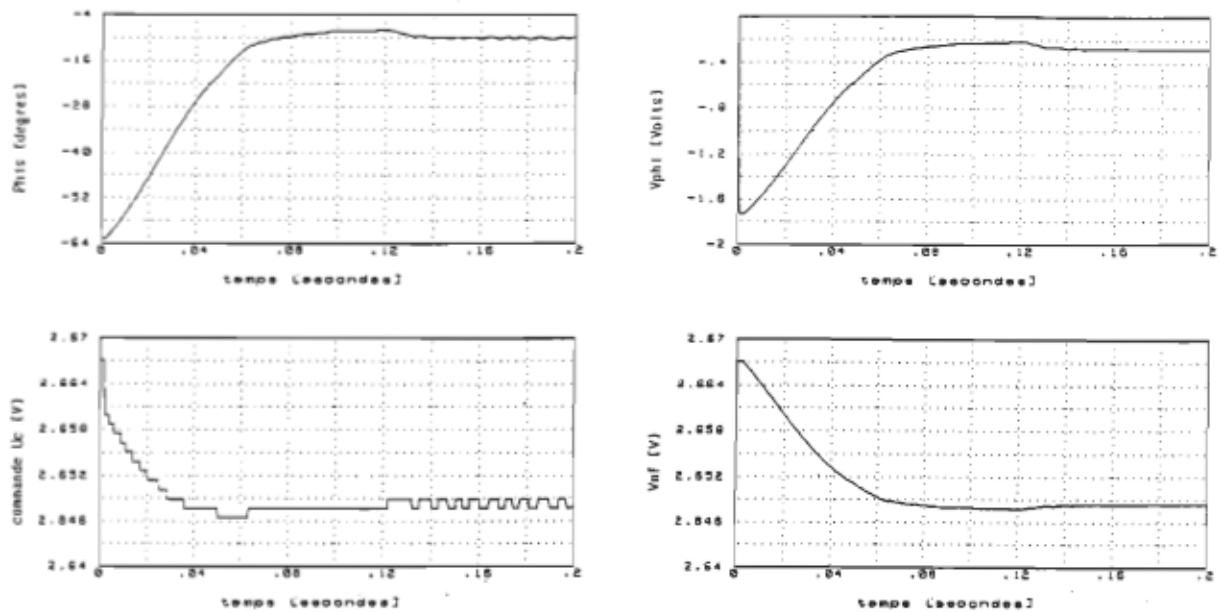 -4
-16
-28
-40
-52
-64
Phis (degres)
0 .04 .08 .12 .16 .2
temps (secondes)
-.4
-.8
-1.2
-1.6
-2
Vphi (Volts)
0 .04 .08 .12 .16 .2
temps (secondes)
2.67
2.664
2.658
2.652
2.646
2.64
commande Uc (V)
0 .04 .08 .12 .16 .2
temps (secondes)
2.67
2.664
2.658
2.652
2.646
2.64
Vnf (V)
0 .04 .08 .12 .16 .2
temps (secondes)